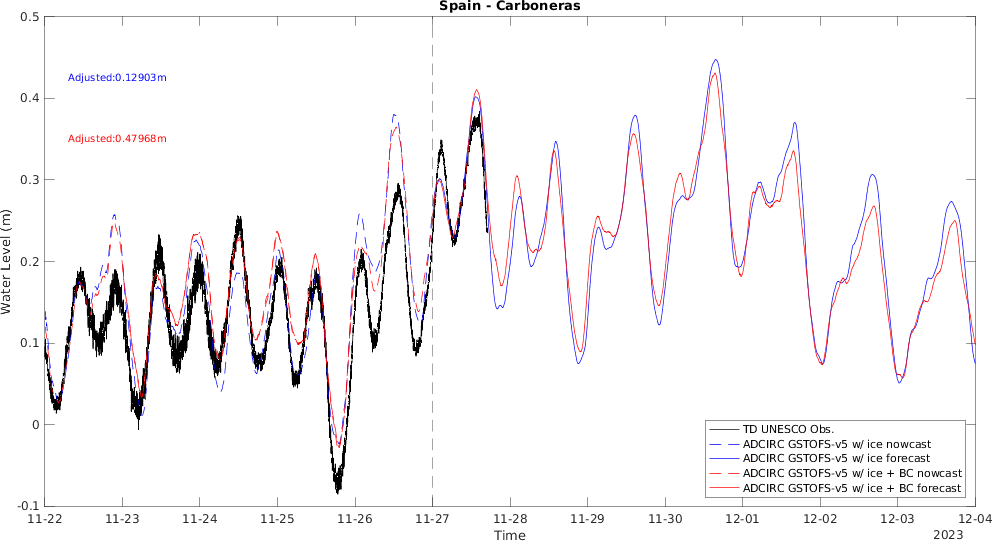 Spain - Carboneras
0.5
0.4
0.3
0.2
0.1
0
-0.1
Water Level (m)
Adjusted:0.12903m
Adjusted:0.47968m
TD UNESCO Obs.
ADCIRC GSTOFS-v5 w/ ice nowcast
ADCIRC GSTOFS-v5 w/ ice forecast
ADCIRC GSTOFS-v5 w/ ice + BC nowcast
ADCIRC GSTOFS-v5 w/ ice + BC forecast
11-22 11-23 11-24 11-25 11-26 11-27 11-28 11-29 11-30 12-01 12-02 12-03 12-04
Time
2023